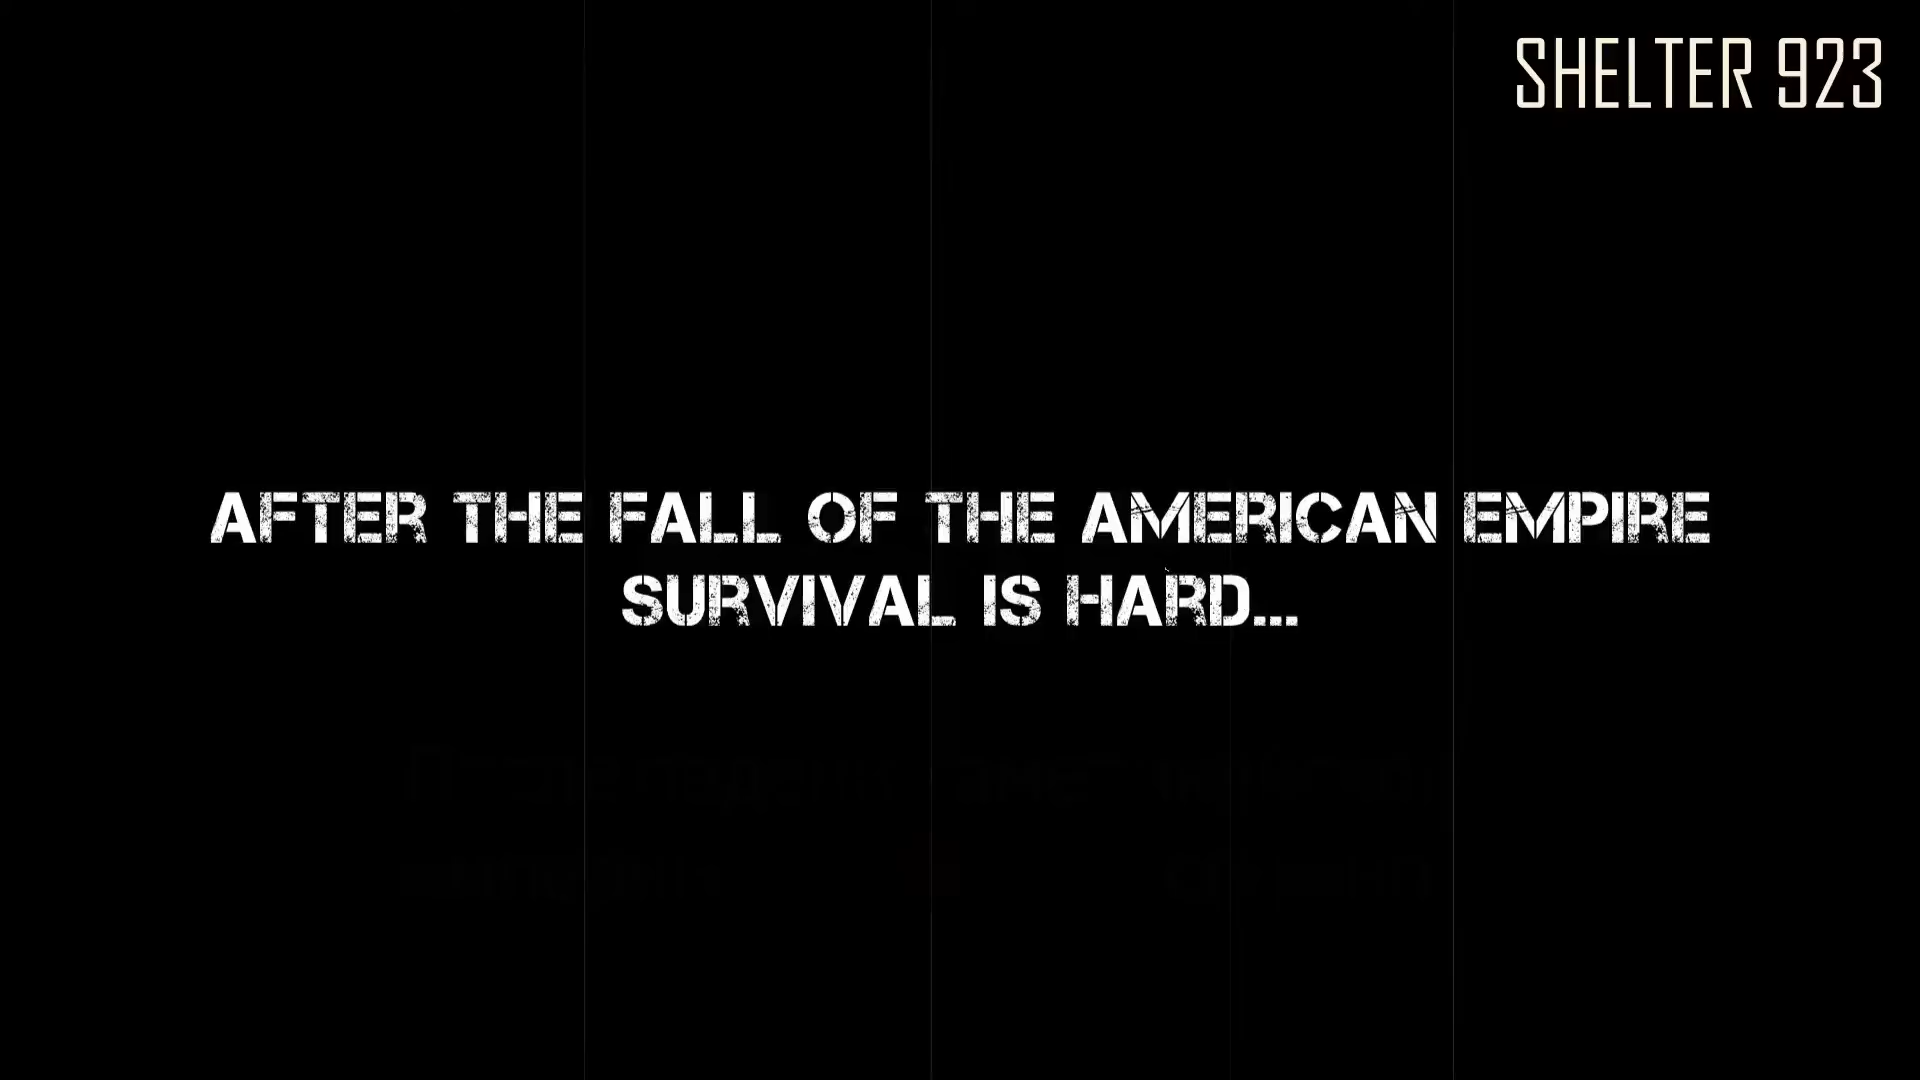 SHELTER 923
AFTER THE FALL OF THE AMERICAN EMPIRE
SURVIVAL IS HARD...